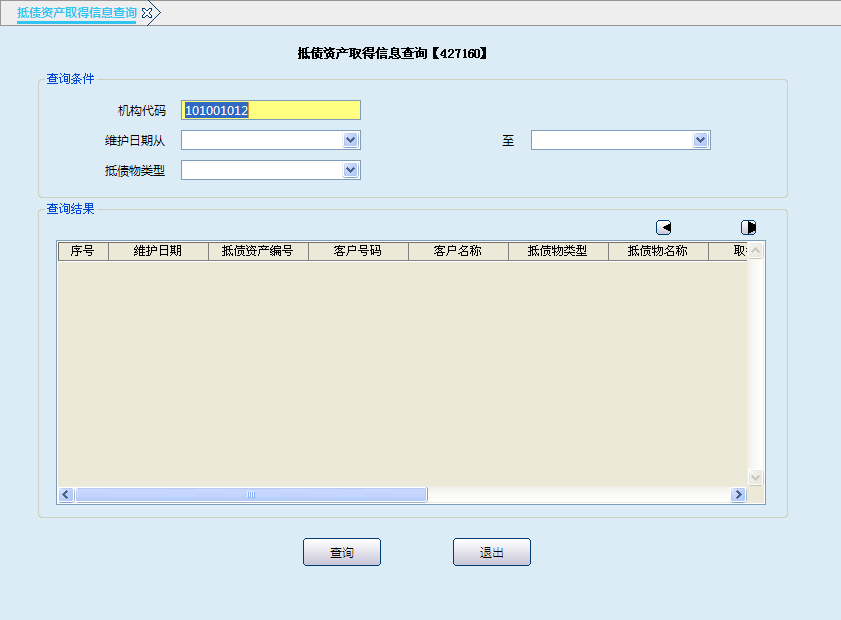 抵债资产取得信息查询
抵债资产取得信息查询【427160】
查询条件
机构代码 101001012
维护日期从 至
抵债物类型
查询结果
序号 维护日期 抵债资产编号 客户号码 客户名称 抵债物类型 抵债物名称 取
查询 退出